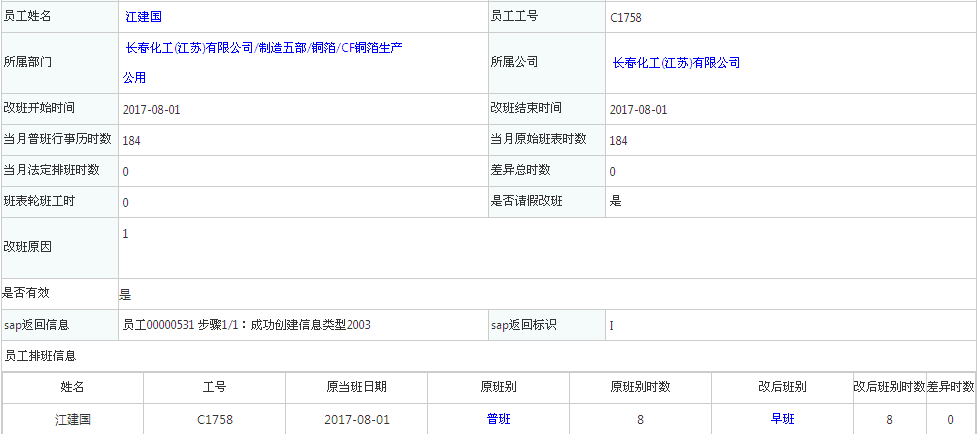 员工姓名 江建国 员工工号 C1758
所属部门 长春化工(江苏)有限公司/制造五部/铜箔/CF铜箔生产
公用
所属公司 长春化工(江苏)有限公司
改班开始时间 2017-08-01 改班结束时间 2017-08-01
当月普班行事历时数 184 当月原始班表时数 184
当月法定排班时数 0 差异总时数 0
班表轮班工时 0 是否请假改班 是
改班原因 1
是否有效 是
sap返回信息 员工00000531 步骤1/1：成功创建信息类型2003 sap返回标识 I
员工排班信息
姓名 工号 原当班日期 原班别 原班别时数 改后班别 改后班别时数 差异时数
江建国 C1758 2017-08-01 普班 8 早班 8 0